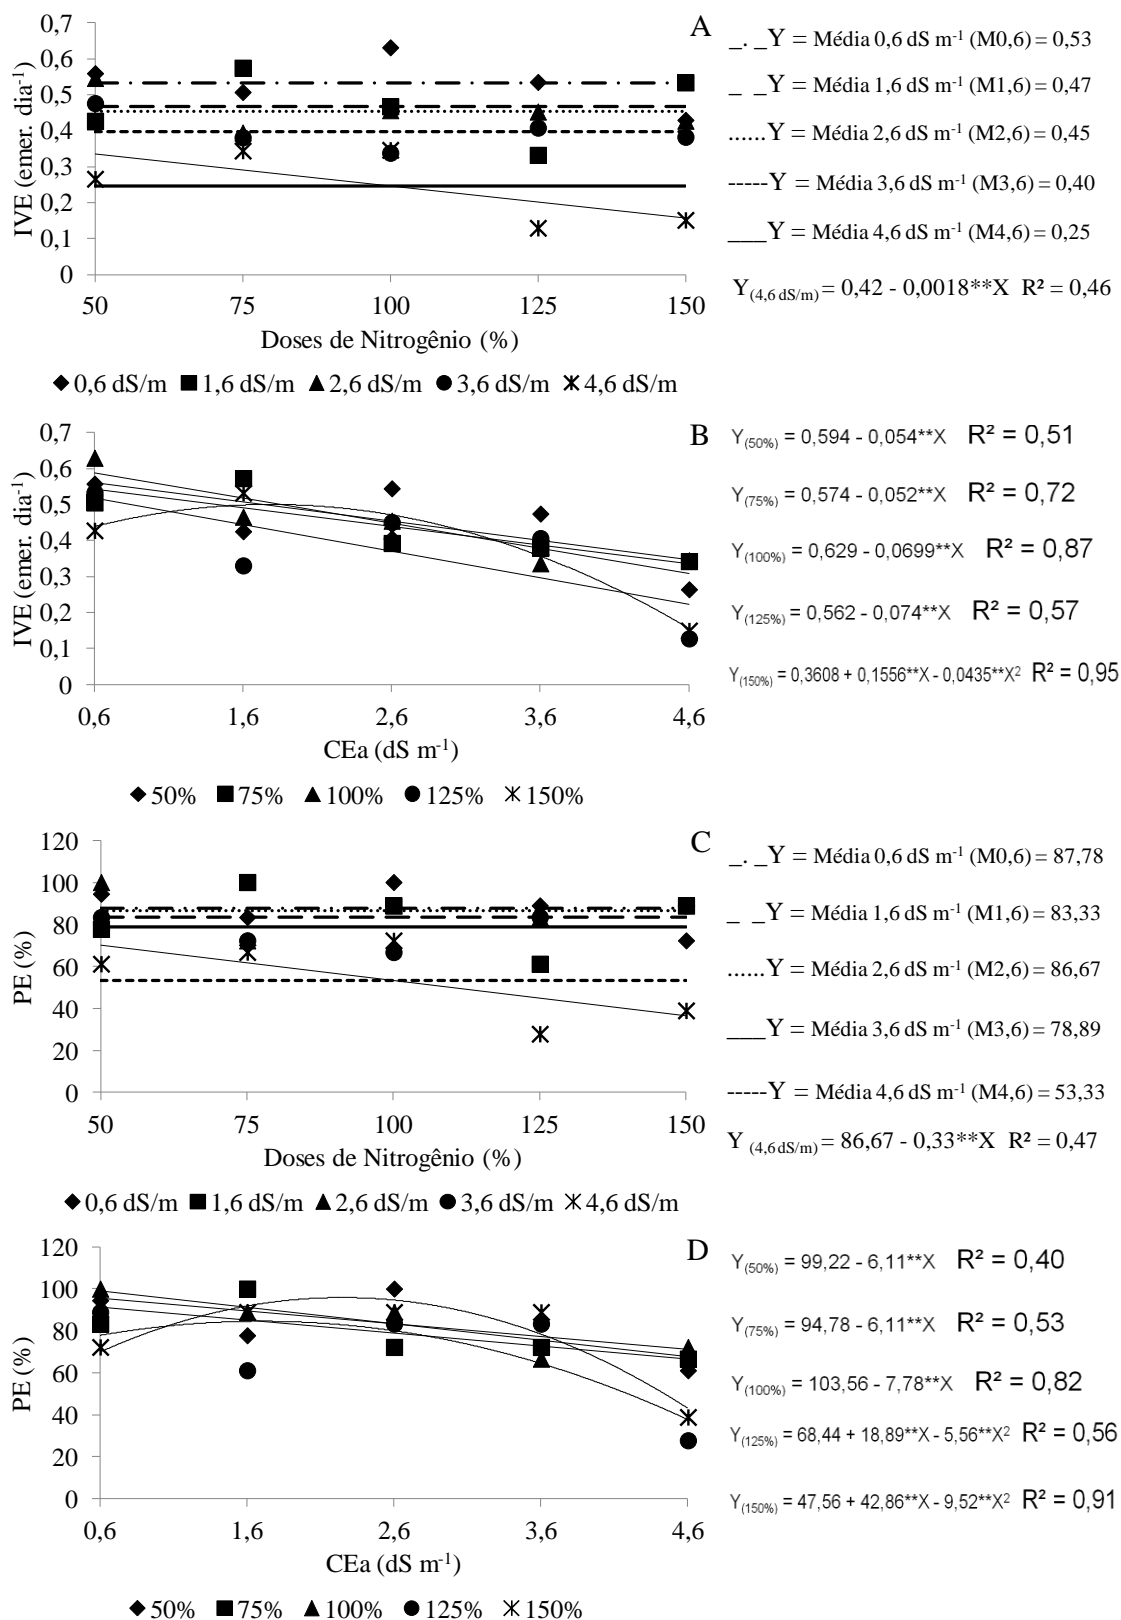 A
IVE (emer. dia⁻¹)
0,7
0,6
0,5
0,4
0,3
0,2
0,1
0
50 75 100 125 150
Doses de Nitrogênio (%)
◆ 0,6 dS/m ■ 1,6 dS/m ▲ 2,6 dS/m ● 3,6 dS/m ж 4,6 dS/m
_. _Y = Média 0,6 dS m⁻¹ (M0,6) = 0,53
_ _Y = Média 1,6 dS m⁻¹ (M1,6) = 0,47
......Y = Média 2,6 dS m⁻¹ (M2,6) = 0,45
-----Y = Média 3,6 dS m⁻¹ (M3,6) = 0,40
___Y = Média 4,6 dS m⁻¹ (M4,6) = 0,25
Y(4,6 dS/m) = 0,42 - 0,0018**X R² = 0,46
B
IVE (emer. dia⁻¹)
0,7
0,6
0,5
0,4
0,3
0,2
0,1
0
0,6 1,6 2,6 3,6 4,6
CEa (dS m⁻¹)
◆ 50% ■ 75% ▲ 100% ● 125% ж 150%
Y(50%) = 0,594 - 0,054**X R² = 0,51
Y(75%) = 0,574 - 0,052**X R² = 0,72
Y(100%) = 0,629 - 0,0699**X R² = 0,87
Y(125%) = 0,562 - 0,074**X R² = 0,57
Y(150%) = 0,3608 + 0,1556**X - 0,0435**X² R² = 0,95
C
PE (%)
120
100
80
60
40
20
0
50 75 100 125 150
Doses de Nitrogênio (%)
◆ 0,6 dS/m ■ 1,6 dS/m ▲ 2,6 dS/m ● 3,6 dS/m ж 4,6 dS/m
_. _Y = Média 0,6 dS m⁻¹ (M0,6) = 87,78
_ _Y = Média 1,6 dS m⁻¹ (M1,6) = 83,33
......Y = Média 2,6 dS m⁻¹ (M2,6) = 86,67
___Y = Média 3,6 dS m⁻¹ (M3,6) = 78,89
-----Y = Média 4,6 dS m⁻¹ (M4,6) = 53,33
Y (4,6 dS/m) = 86,67 - 0,33**X R² = 0,47
D
PE (%)
120
100
80
60
40
20
0
0,6 1,6 2,6 3,6 4,6
CEa (dS m⁻¹)
◆ 50% ■ 75% ▲ 100% ● 125% ж 150%
Y(50%) = 99,22 - 6,11**X R² = 0,40
Y(75%) = 94,78 - 6,11**X R² = 0,53
Y(100%) = 103,56 - 7,78**X R² = 0,82
Y(125%) = 68,44 + 18,89**X - 5,56**X² R² = 0,56
Y(150%) = 47,56 + 42,86**X - 9,52**X² R² = 0,91